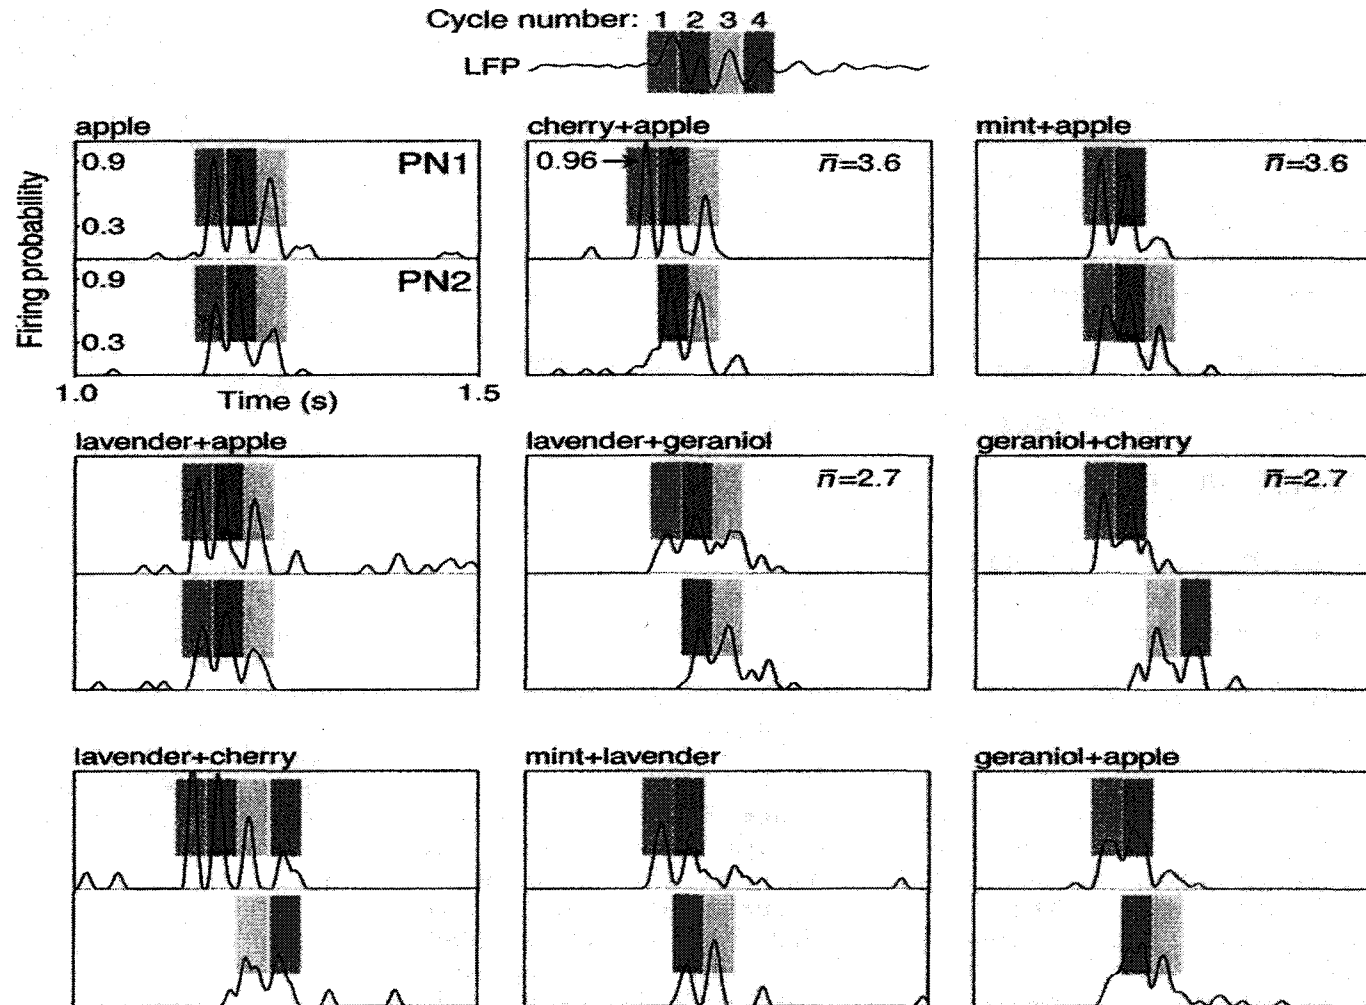 Cycle number: 1 2 3 4
LFP
apple
cherry+apple
mint+apple
Firing probability
0.9
PN1
0.3
0.9
PN2
0.3
0.96
n̄=3.6
n̄=3.6
1.0
Time (s)
1.5
lavender+apple
lavender+geraniol
geraniol+cherry
n̄=2.7
n̄=2.7
lavender+cherry
mint+lavender
geraniol+apple